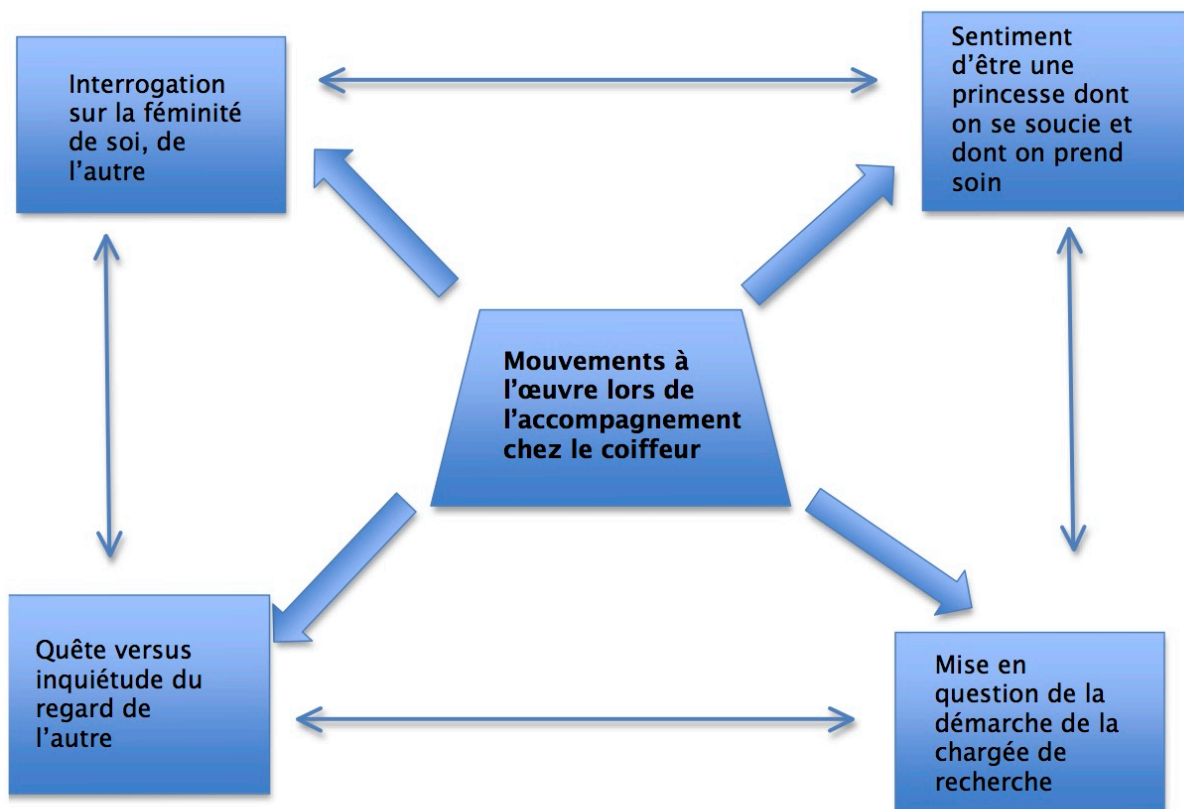 Interrogation
sur la féminité
de soi, de
l'autre
Sentiment
d'être une
princesse dont
on se soucie et
dont on prend
soin
Mouvements à
l'œuvre lors de
l'accompagnement
chez le coiffeur
Quête versus
inquiétude du
regard de
l'autre
Mise en
question de la
démarche de la
chargée de
recherche